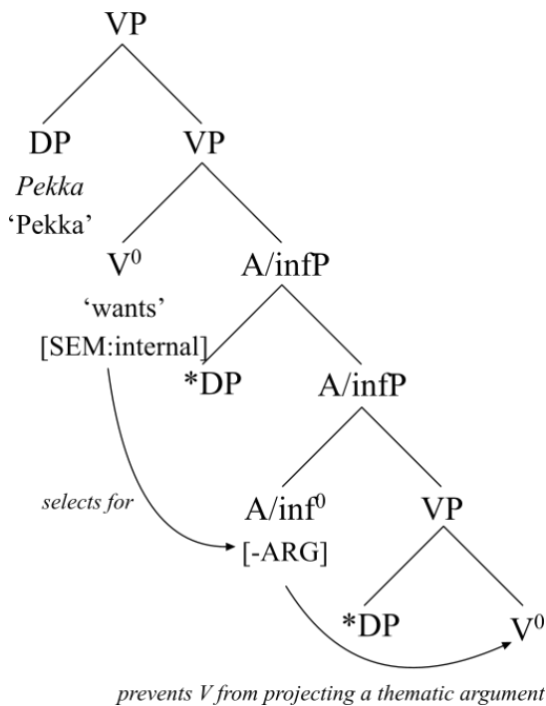 VP
DP VP
Pekka
‘Pekka’
V⁰ A/infP
‘wants’
[SEM:internal]
*DP A/infP
selects for
A/inf⁰ VP
[-ARG]
*DP V⁰
prevents V from projecting a thematic argument